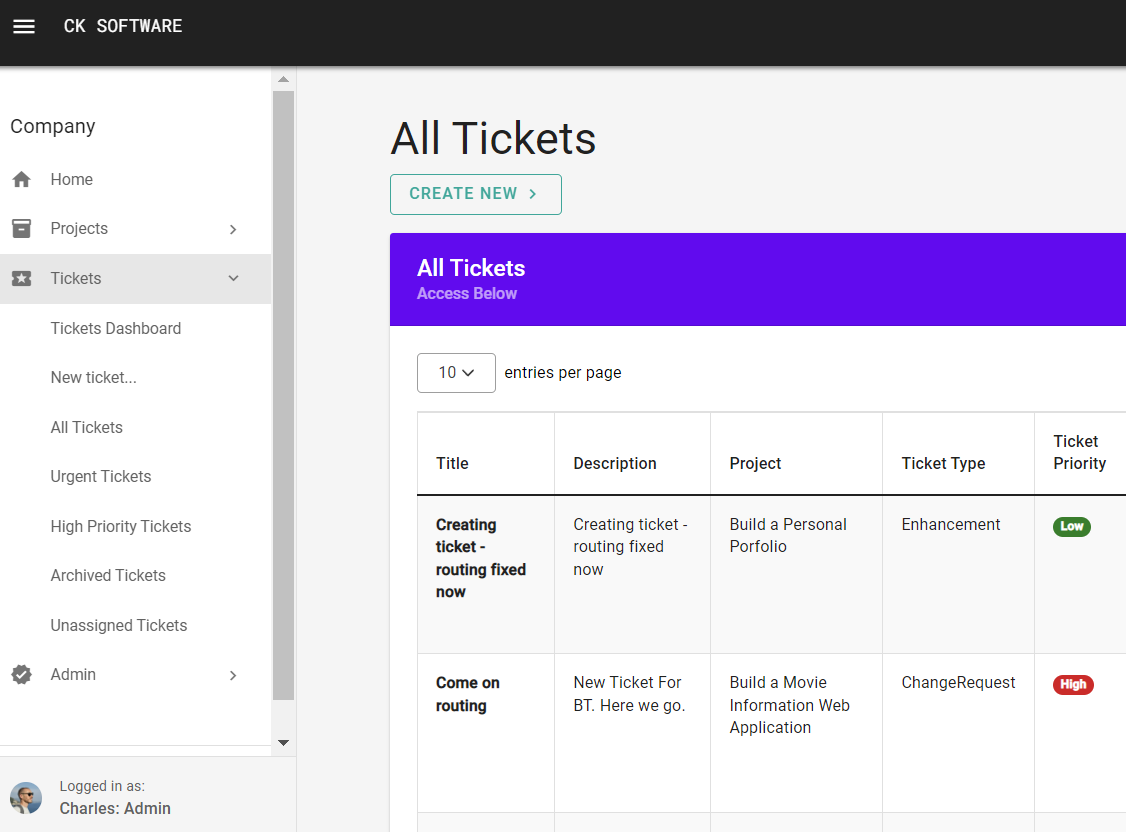 CK SOFTWARE
Company
Home
Projects
Tickets
Tickets Dashboard
New ticket...
All Tickets
Urgent Tickets
High Priority Tickets
Archived Tickets
Unassigned Tickets
Admin
Logged in as:
Charles: Admin
All Tickets
CREATE NEW
All Tickets
Access Below
10 entries per page
Title Description Project Ticket Type Ticket
Priority
Creating
ticket -
routing fixed
now
Creating ticket -
routing fixed
now
Build a Personal
Porfolio
Enhancement
Low
Come on
routing
New Ticket For
BT. Here we go.
Build a Movie
Information Web
Application
ChangeRequest
High